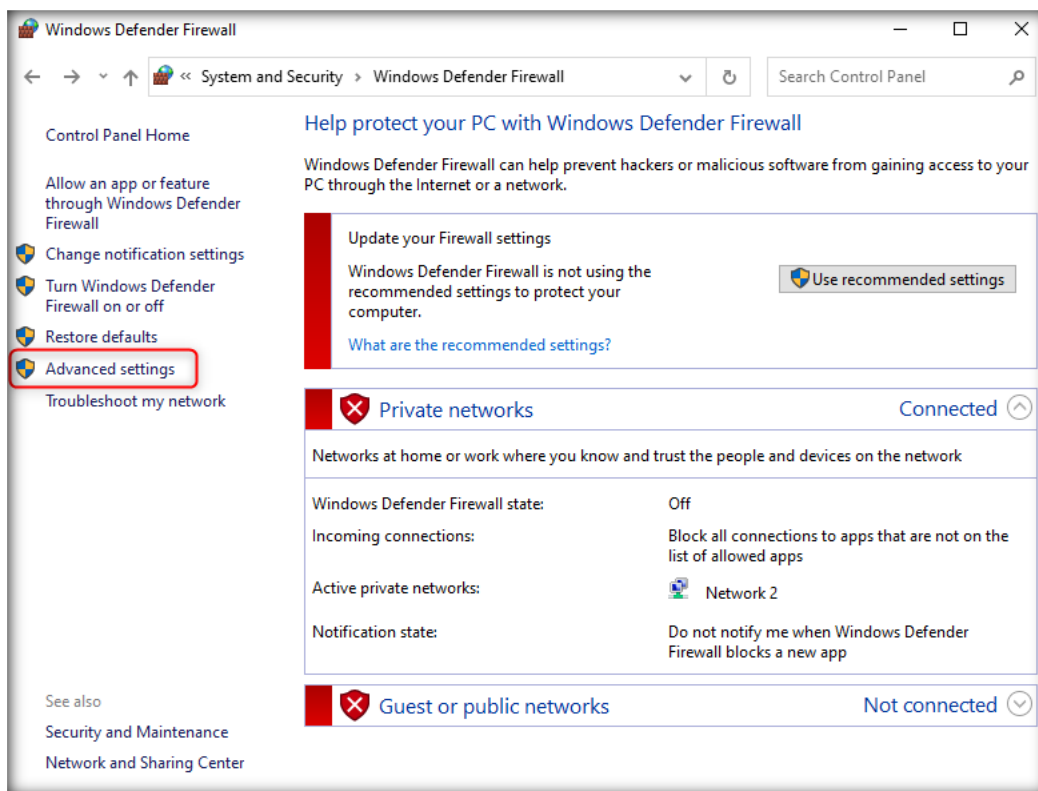 Windows Defender Firewall
« System and Security > Windows Defender Firewall
Search Control Panel
Control Panel Home
Allow an app or feature
through Windows Defender
Firewall
Change notification settings
Turn Windows Defender
Firewall on or off
Restore defaults
Advanced settings
Troubleshoot my network
See also
Security and Maintenance
Network and Sharing Center
Help protect your PC with Windows Defender Firewall
Windows Defender Firewall can help prevent hackers or malicious software from gaining access to your
PC through the Internet or a network.
Update your Firewall settings
Windows Defender Firewall is not using the
recommended settings to protect your
computer.
What are the recommended settings?
Use recommended settings
Private networks Connected
Networks at home or work where you know and trust the people and devices on the network
Windows Defender Firewall state: Off
Incoming connections: Block all connections to apps that are not on the
list of allowed apps
Active private networks: Network 2
Notification state: Do not notify me when Windows Defender
Firewall blocks a new app
Guest or public networks Not connected